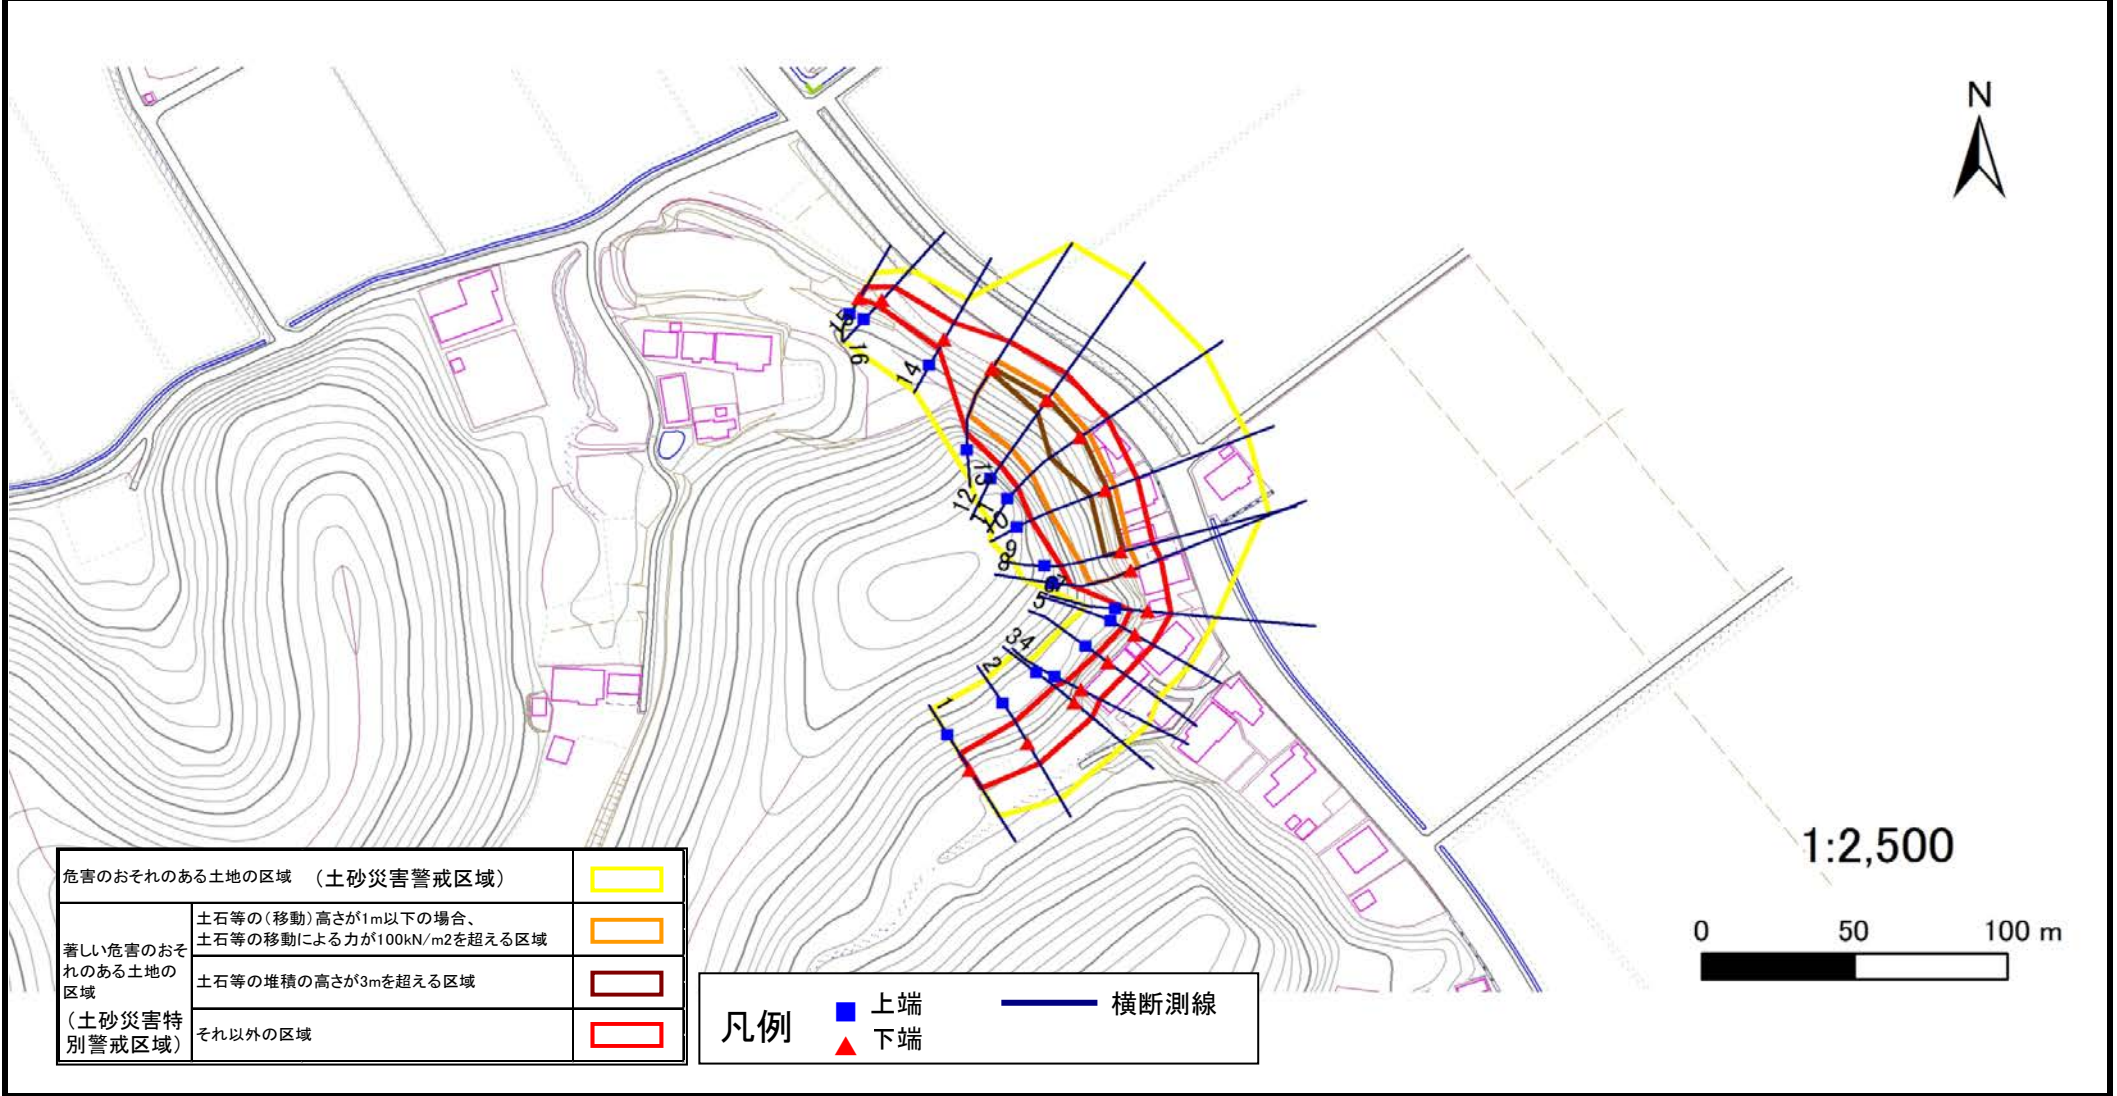 N
15
16
14
13
12
11
10
9
8
5
34
2
1
1:2,500
0 50 100 m
危害のおそれのある土地の区域 （土砂災害警戒区域）
著しい危害のおそ
れのある土地の
区域
（土砂災害特
別警戒区域）
土石等の（移動）高さが1m以下の場合、
土石等の移動による力が100kN/m2を超える区域
土石等の堆積の高さが3mを超える区域
それ以外の区域
凡例
上端
下端
横断測線